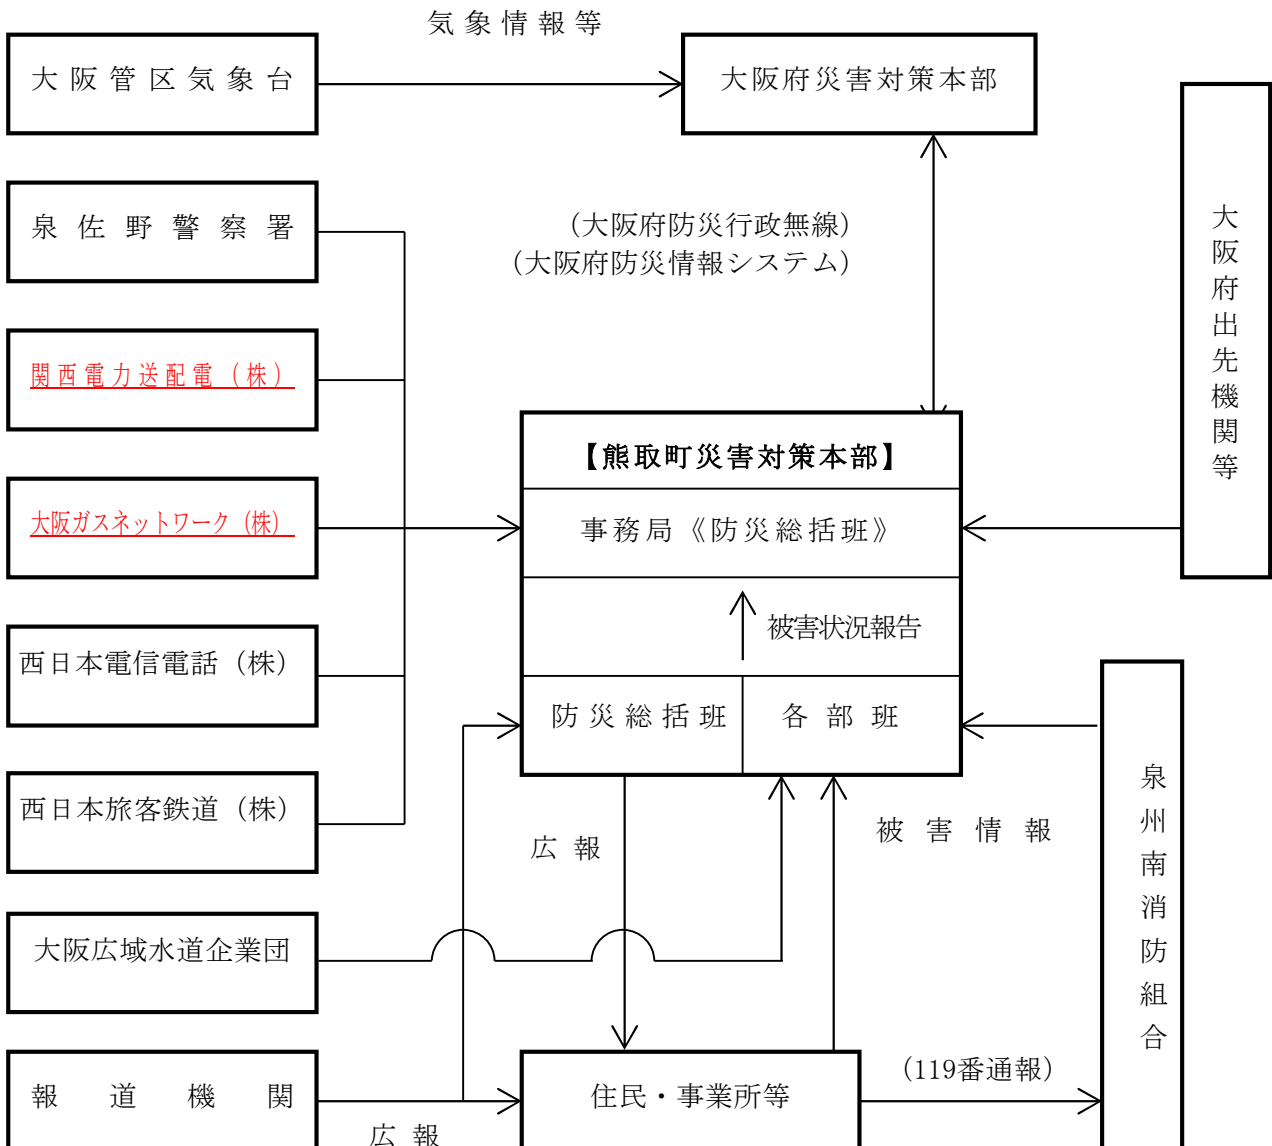 気象情報等
大阪管区気象台
大阪府災害対策本部
泉佐野警察署
(大阪府防災行政無線)
(大阪府防災情報システム)
大阪府出先機関等
関西電力送配電（株）
【熊取町災害対策本部】
大阪ガスネットワーク（株）
事務局《防災総括班》
被害状況報告
西日本電信電話（株）
防災総括班
各部班
西日本旅客鉄道（株）
広報
被害情報
泉州南消防組合
大阪広域水道企業団
報道機関
住民・事業所等
(119番通報)
広報